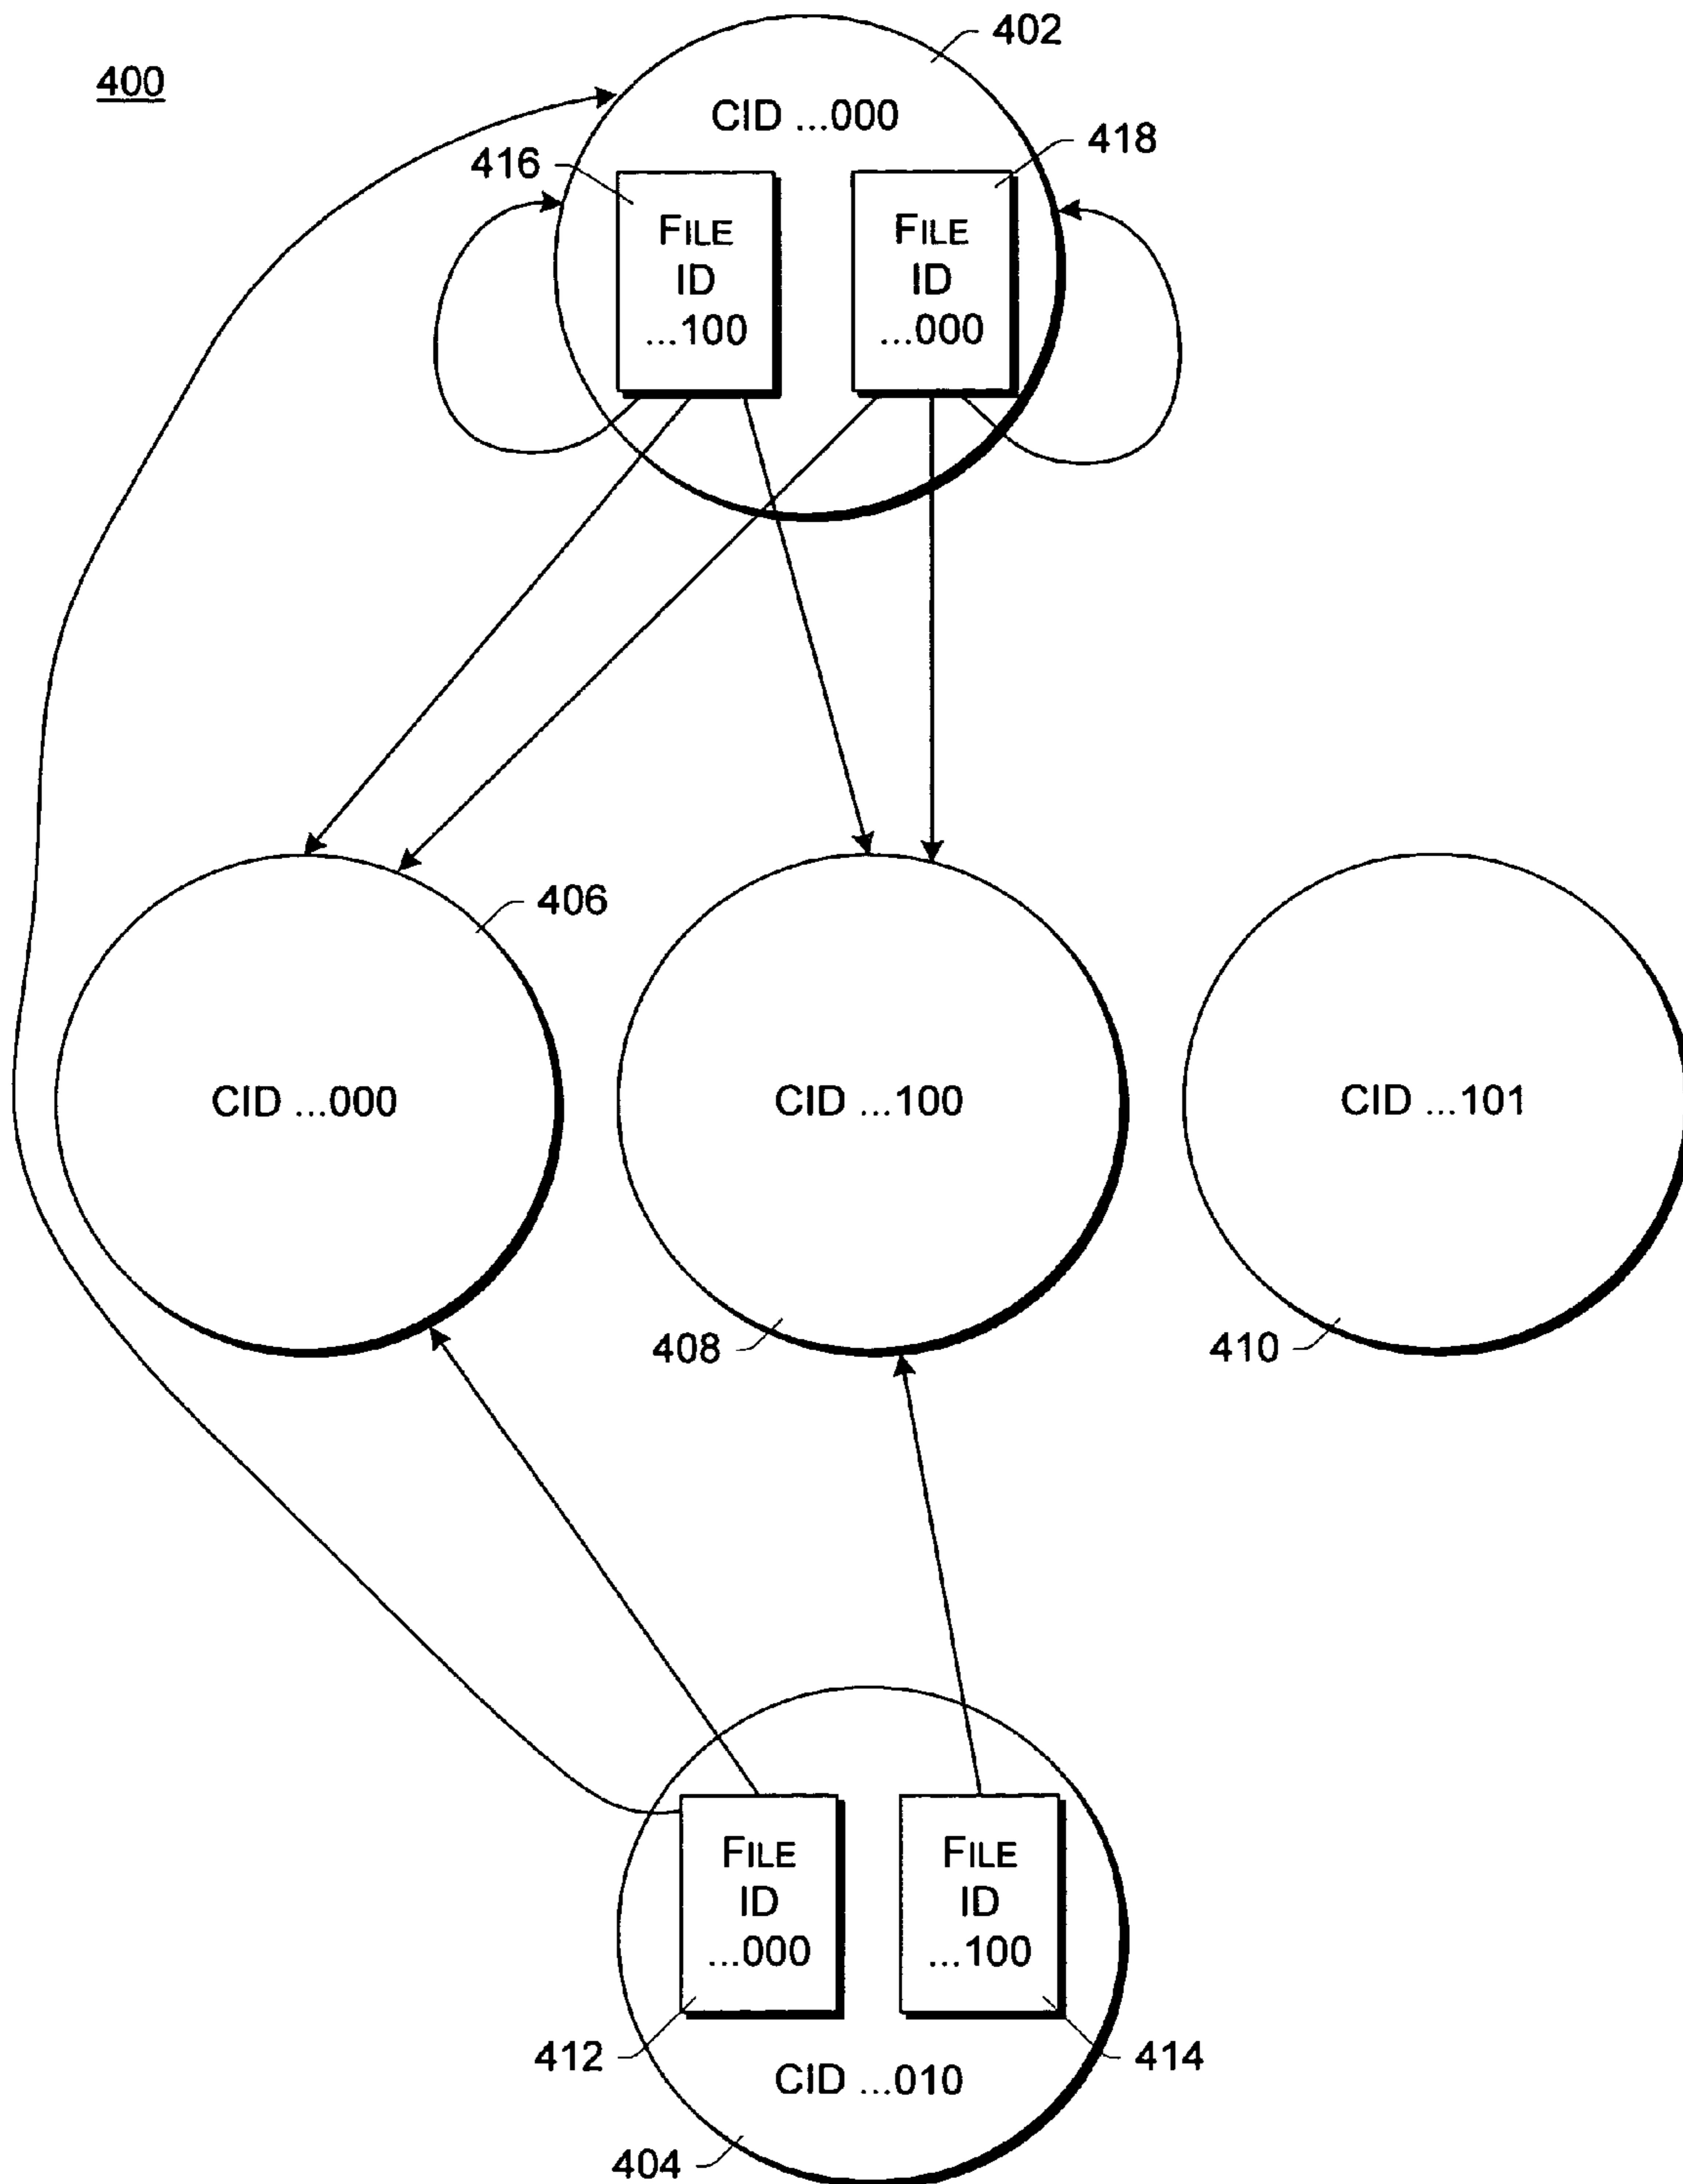 400
402
CID ...000
416
418
FILE
ID
...100
FILE
ID
...000
406
CID ...000
CID ...100
CID ...101
408
410
FILE
ID
...000
FILE
ID
...100
412
414
CID ...010
404